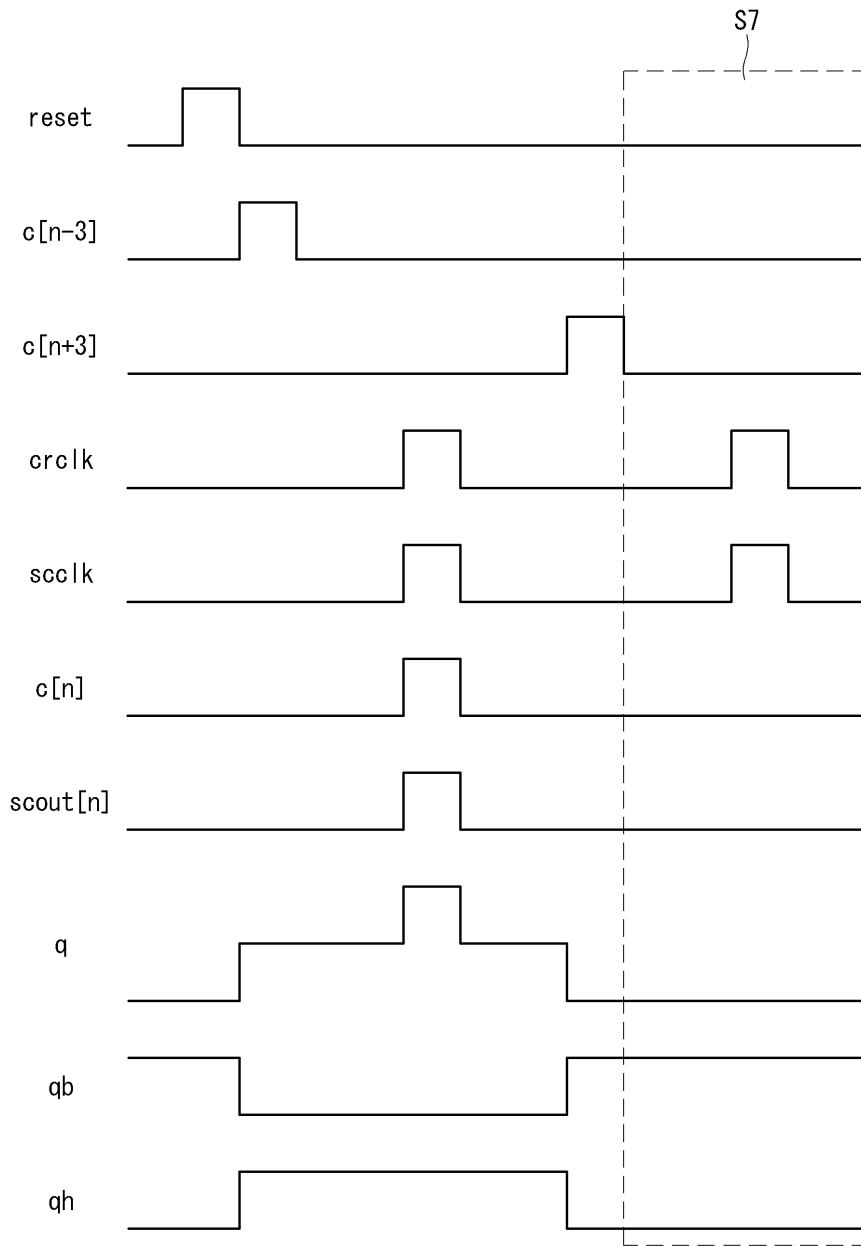 S7
reset
c[n-3]
c[n+3]
crclk
scclk
c[n]
scout[n]
q
qb
qh